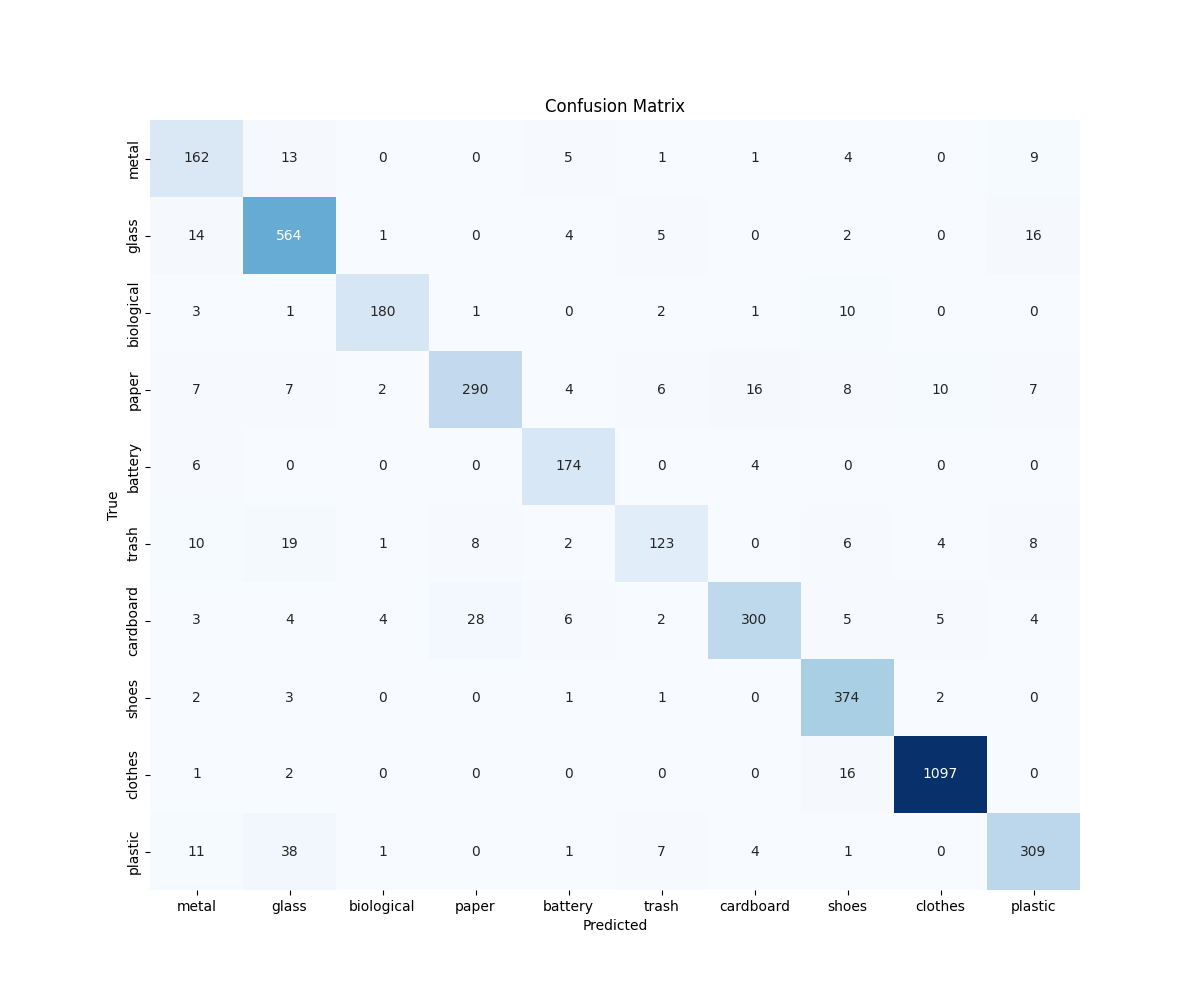 Confusion Matrix
metal 162 13 0 0 5 1 1 4 0 9
glass 14 564 1 0 4 5 0 2 0 16
biological 3 1 180 1 0 2 1 10 0 0
paper 7 7 2 290 4 6 16 8 10 7
battery 6 0 0 0 174 0 4 0 0 0
True
trash 10 19 1 8 2 123 0 6 4 8
cardboard 3 4 4 28 6 2 300 5 5 4
shoes 2 3 0 0 1 1 0 374 2 0
clothes 1 2 0 0 0 0 0 16 1097 0
plastic 11 38 1 0 1 7 4 1 0 309
metal glass biological paper battery trash cardboard shoes clothes plastic
Predicted